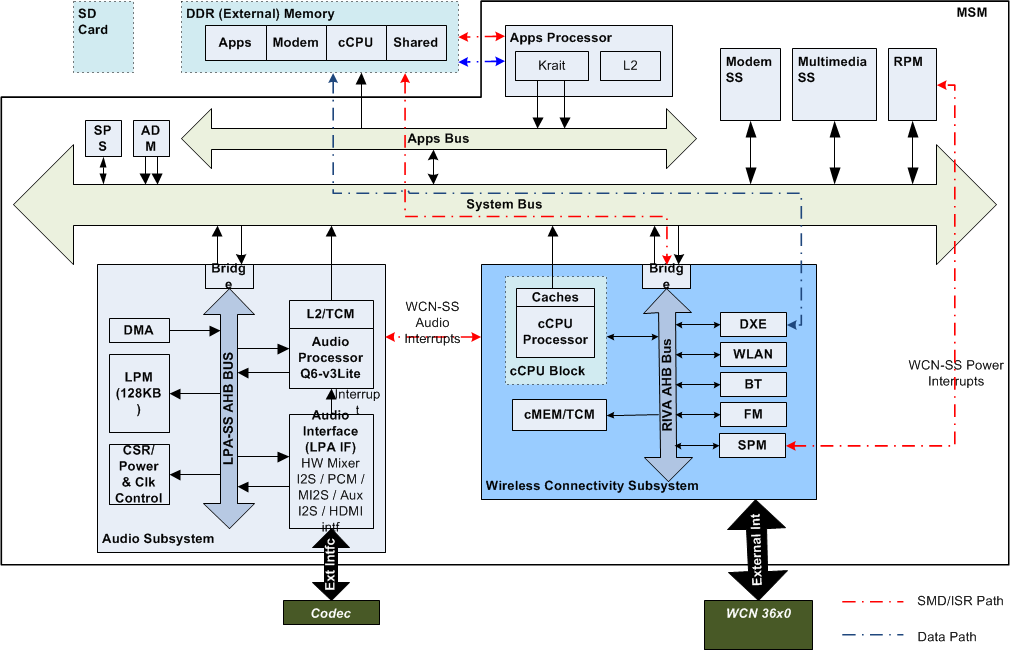 SD
Card
DDR (External) Memory
Apps
Modem
cCPU
Shared
MSM
Apps Processor
Krait
L2
Modem
SS
Multimedia
SS
RPM
SP
S
AD
M
Apps Bus
System Bus
Bridg
e
Bridg
e
DMA
LPM
(128KB
)
CSR/
Power
& Clk
Control
LPA-SS AHB BUS
L2/TCM
Audio
Processor
Q6-v3Lite
Interrup
t
Audio
Interface
(LPA IF)
HW Mixer
I2S / PCM /
MI2S / Aux
I2S / HDMI
intf
Audio Subsystem
WCN-SS
Audio
Interrupts
Caches
cCPU
Processor
cCPU Block
cMEM/TCM
RIVA AHB Bus
DXE
WLAN
BT
FM
SPM
Wireless Connectivity Subsystem
WCN-SS Power
Interrupts
Ext Intfc
External Int
Codec
WCN 36x0
SMD/ISR Path
Data Path